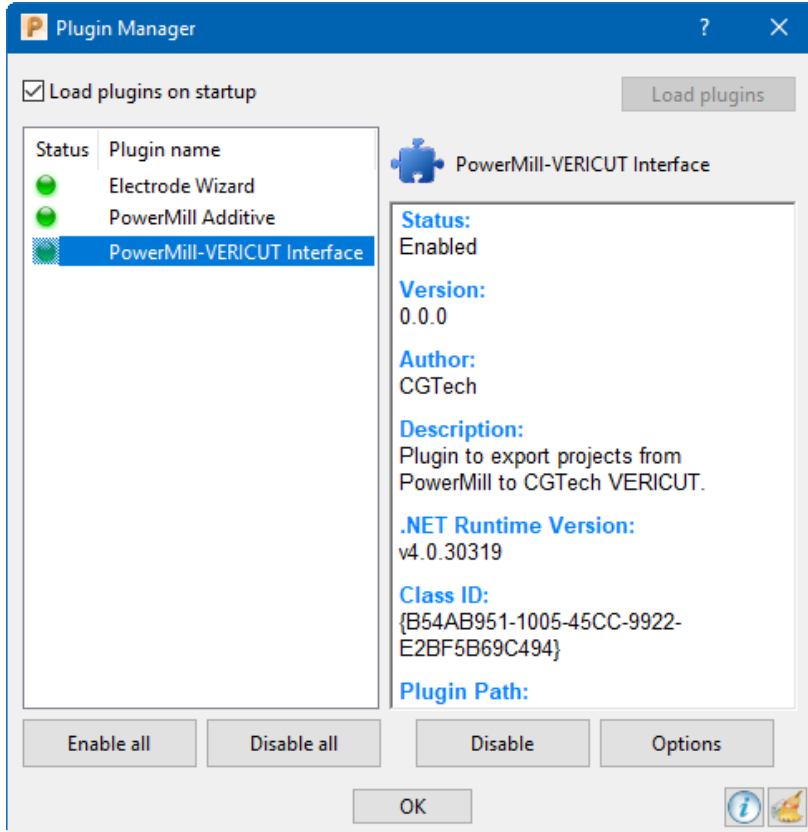 Plugin Manager
?
Load plugins on startup
Load plugins
Status Plugin name
Electrode Wizard
PowerMill Additive
PowerMill-VERICUT Interface
PowerMill-VERICUT Interface
Status:
Enabled
Version:
0.0.0
Author:
CGTech
Description:
Plugin to export projects from
PowerMill to CGTech VERICUT.
.NET Runtime Version:
v4.0.30319
Class ID:
{B54AB951-1005-45CC-9922-
E2BF5B69C494}
Plugin Path:
Enable all
Disable all
Disable
Options
OK